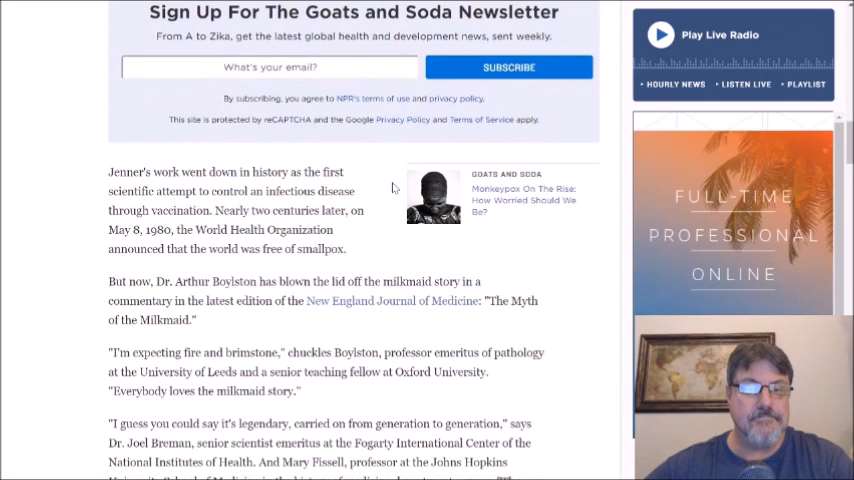 Sign Up For The Goats and Soda Newsletter
From A to Zika, get the latest global health and development news, sent weekly.
What's your email?
SUBSCRIBE
By subscribing, you agree to NPR's terms of use and privacy policy.
This site is protected by reCAPTCHA and the Google Privacy Policy and Terms of Service apply.
Jenner's work went down in history as the first
scientific attempt to control an infectious disease
through vaccination. Nearly two centuries later, on
May 8, 1980, the World Health Organization
announced that the world was free of smallpox.
GOATS AND SODA
Monkeypox On The Rise:
How Worried Should We
Be?
But now, Dr. Arthur Boylston has blown the lid off the milkmaid story in a
commentary in the latest edition of the New England Journal of Medicine: "The Myth
of the Milkmaid."
"I'm expecting fire and brimstone," chuckles Boylston, professor emeritus of pathology
at the University of Leeds and a senior teaching fellow at Oxford University.
"Everybody loves the milkmaid story."
"I guess you could say it's legendary, carried on from generation to generation," says
Dr. Joel Breman, senior scientist emeritus at the Fogarty International Center of the
National Institutes of Health. And Mary Fissell, professor at the Johns Hopkins
Play Live Radio
HOURLY NEWS
LISTEN LIVE
PLAYLIST
FULL-TIME
PROFESSIONAL
ONLINE